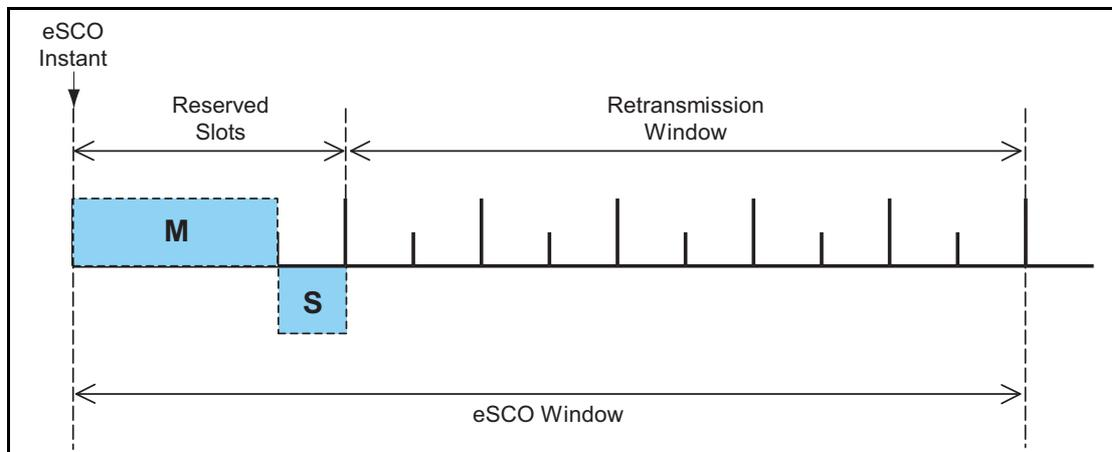 eSCO
Instant
Reserved
Slots
Retransmission
Window
M
S
eSCO Window